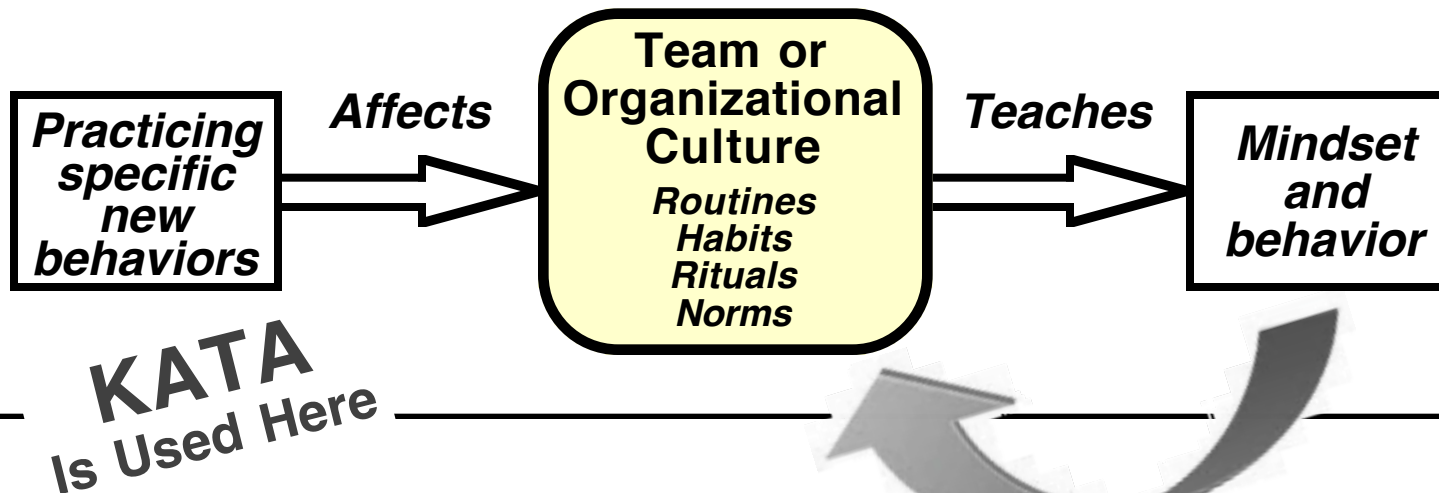 Practicing
specific
new
behaviors
Affects
Team or
Organizational
Culture
Routines
Habits
Rituals
Norms
Teaches
Mindset
and
behavior
KATA
Is Used Here